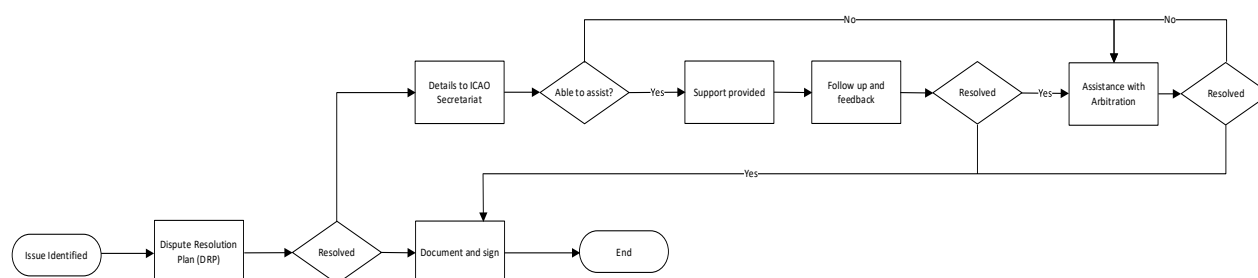 No
No
Details to ICAO
Secretariat
Able to assist?
Yes
Support provided
Follow up and
feedback
Resolved
Yes
Assistance with
Arbitration
Resolved
Yes
Issue Identified
Dispute Resolution
Plan (DRP)
Resolved
Document and sign
End